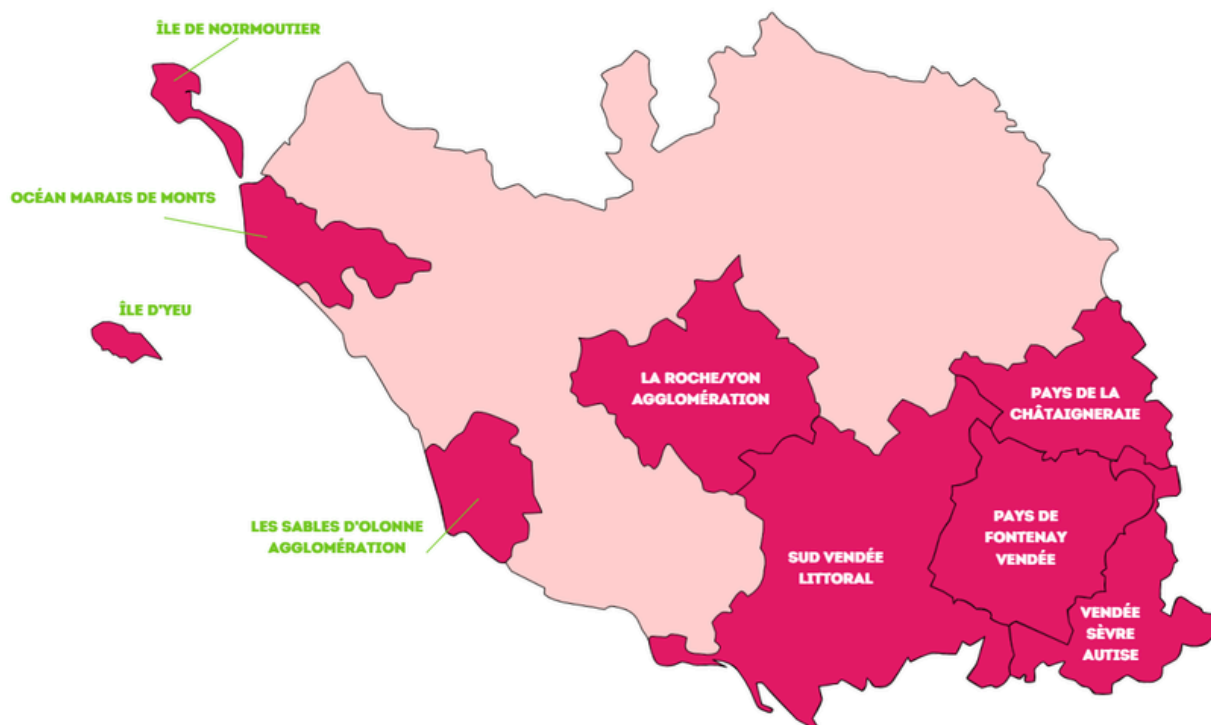 ÎLE DE NOIRMOUTIER
OCÉAN MARAIS DE MONTS
ÎLE D'YEU
LA ROCHE/YON
AGGLOMÉRATION
PAYS DE LA
CHÂTAIGNERAIE
LES SABLES D'OLONNE
AGGLOMÉRATION
SUD VENDÉE
LITTORAL
PAYS DE
FONTENAY
VENDÉE
VENDÉE
SÈVRE
AUTISE